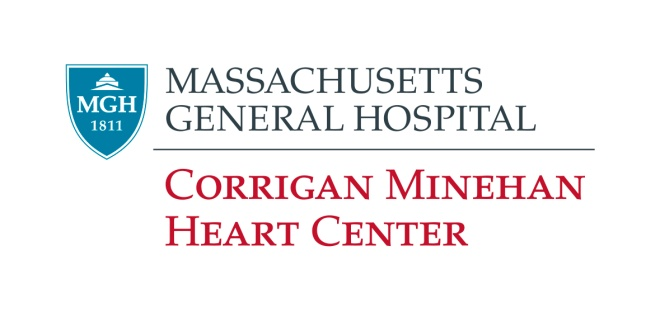 MGH
1811
MASSACHUSETTS
GENERAL HOSPITAL
CORRIGAN MINEHAN
HEART CENTER